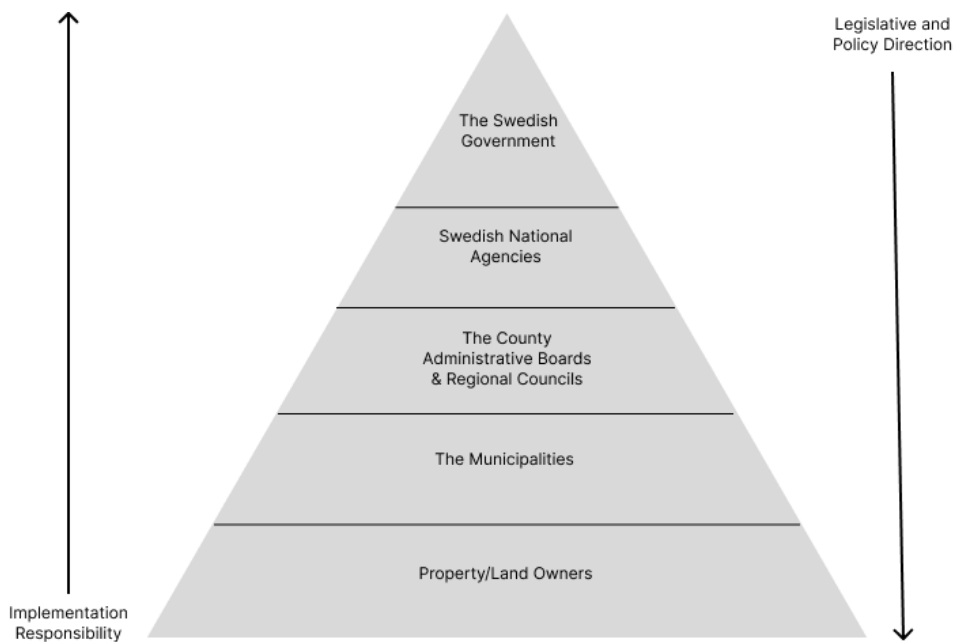 Legislative and
Policy Direction
The Swedish
Government
Swedish National
Agencies
The County
Administrative Boards
& Regional Councils
The Municipalities
Property/Land Owners
Implementation
Responsibility